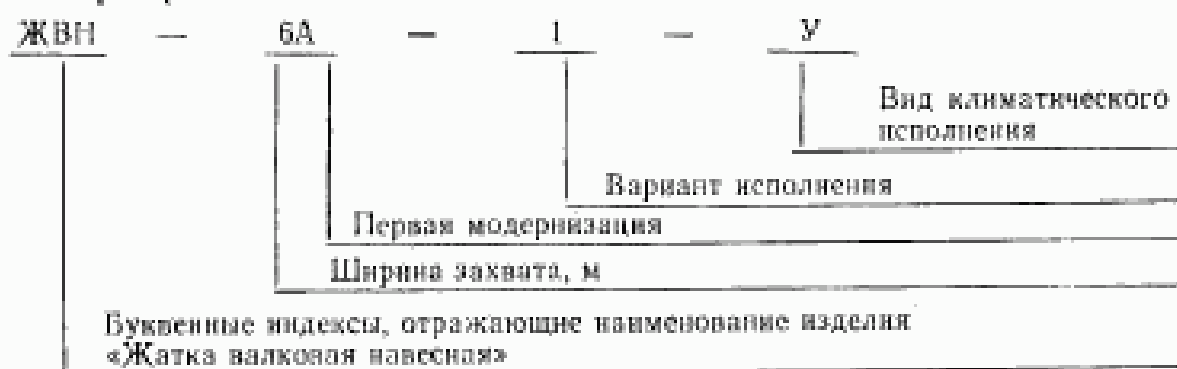 ЖВН — 6А — 1 — У
Вид климатического
исполнения
Вариант исполнения
Первая модернизация
Ширина захвата, м
Буквенные индексы, отражающие наименование изделия
«Жатка валковая навесная»